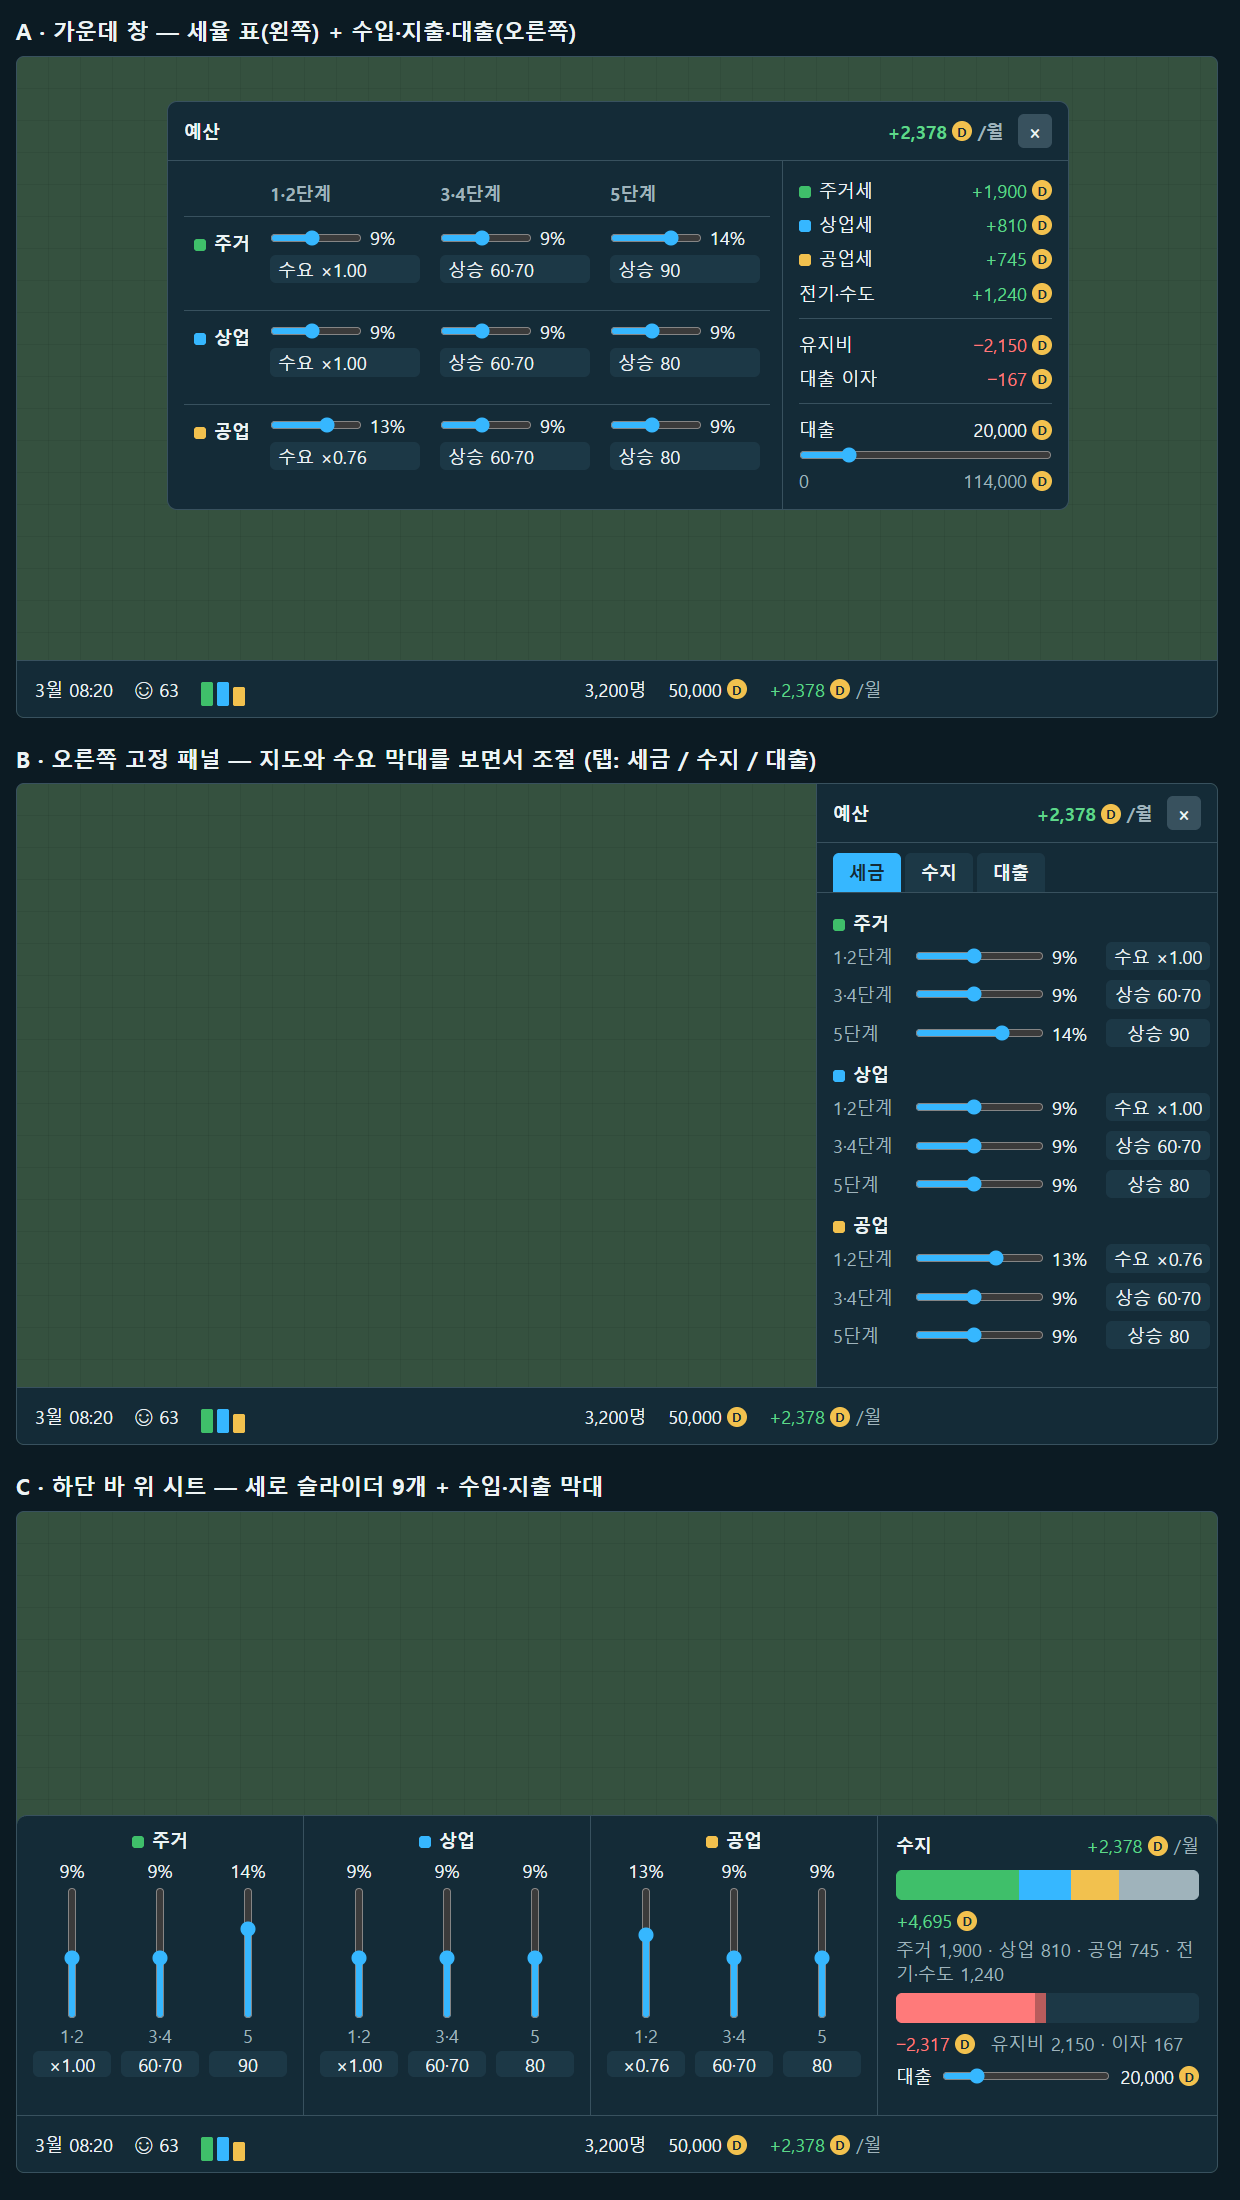 A · 가운데 창 — 세율 표(왼쪽) + 수입·지출·대출(오른쪽)
예산 +2,378 D /월 ×
1·2단계 3·4단계 5단계
주거 9% 9% 14%
수요 ×1.00 상승 60·70 상승 90
상업 9% 9% 9%
수요 ×1.00 상승 60·70 상승 80
공업 13% 9% 9%
수요 ×0.76 상승 60·70 상승 80
주거세 +1,900 D
상업세 +810 D
공업세 +745 D
전기·수도 +1,240 D
유지비 −2,150 D
대출 이자 −167 D
대출 20,000 D
0 114,000 D
3월 08:20 63 3,200명 50,000 D +2,378 D /월
B · 오른쪽 고정 패널 — 지도와 수요 막대를 보면서 조절 (탭: 세금 / 수지 / 대출)
예산 +2,378 D /월 ×
세금 수지 대출
주거
1·2단계 9% 수요 ×1.00
3·4단계 9% 상승 60·70
5단계 14% 상승 90
상업
1·2단계 9% 수요 ×1.00
3·4단계 9% 상승 60·70
5단계 9% 상승 80
공업
1·2단계 13% 수요 ×0.76
3·4단계 9% 상승 60·70
5단계 9% 상승 80
3월 08:20 63 3,200명 50,000 D +2,378 D /월
C · 하단 바 위 시트 — 세로 슬라이더 9개 + 수입·지출 막대
주거
9% 9% 14%
1·2 3·4 5
×1.00 60·70 90
상업
9% 9% 9%
1·2 3·4 5
×1.00 60·70 80
공업
13% 9% 9%
1·2 3·4 5
×0.76 60·70 80
수지 +2,378 D /월
+4,695 D
주거 1,900 · 상업 810 · 공업 745 · 전
기·수도 1,240
−2,317 D 유지비 2,150 · 이자 167
대출 20,000 D
3월 08:20 63 3,200명 50,000 D +2,378 D /월